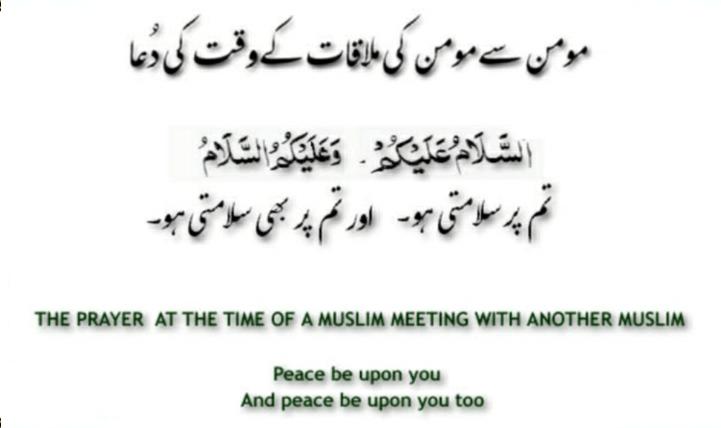 مومن سے مومن کی ملاقات کے وقت کی دُعا
السَّلَامُ عَلَيْكُمْ۔ وَعَلَيْكُمُ السَّلَامُ
تم پر سلامتی ہو۔ اور تم پر بھی سلامتی ہو۔
THE PRAYER AT THE TIME OF A MUSLIM MEETING WITH ANOTHER MUSLIM
Peace be upon you
And peace be upon you too